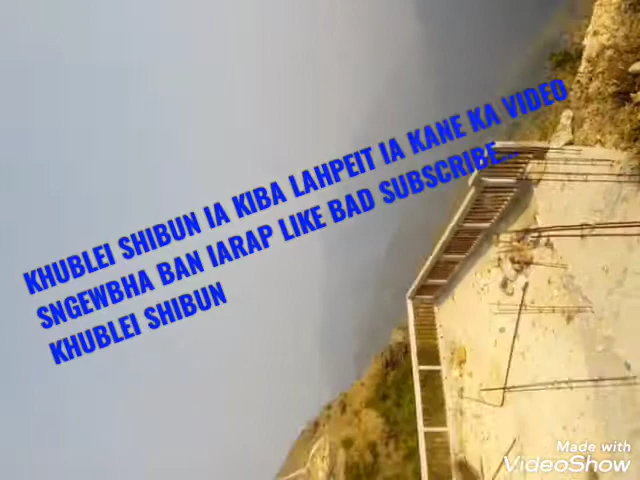 KHUBLEI SHIBUN IA KIBA LAHPEIT IA KANE KA VIDEO
SNGEWBHA BAN IARAP LIKE BAD SUBSCRIBE...
KHUBLEI SHIBUN
Made with
VideoShow